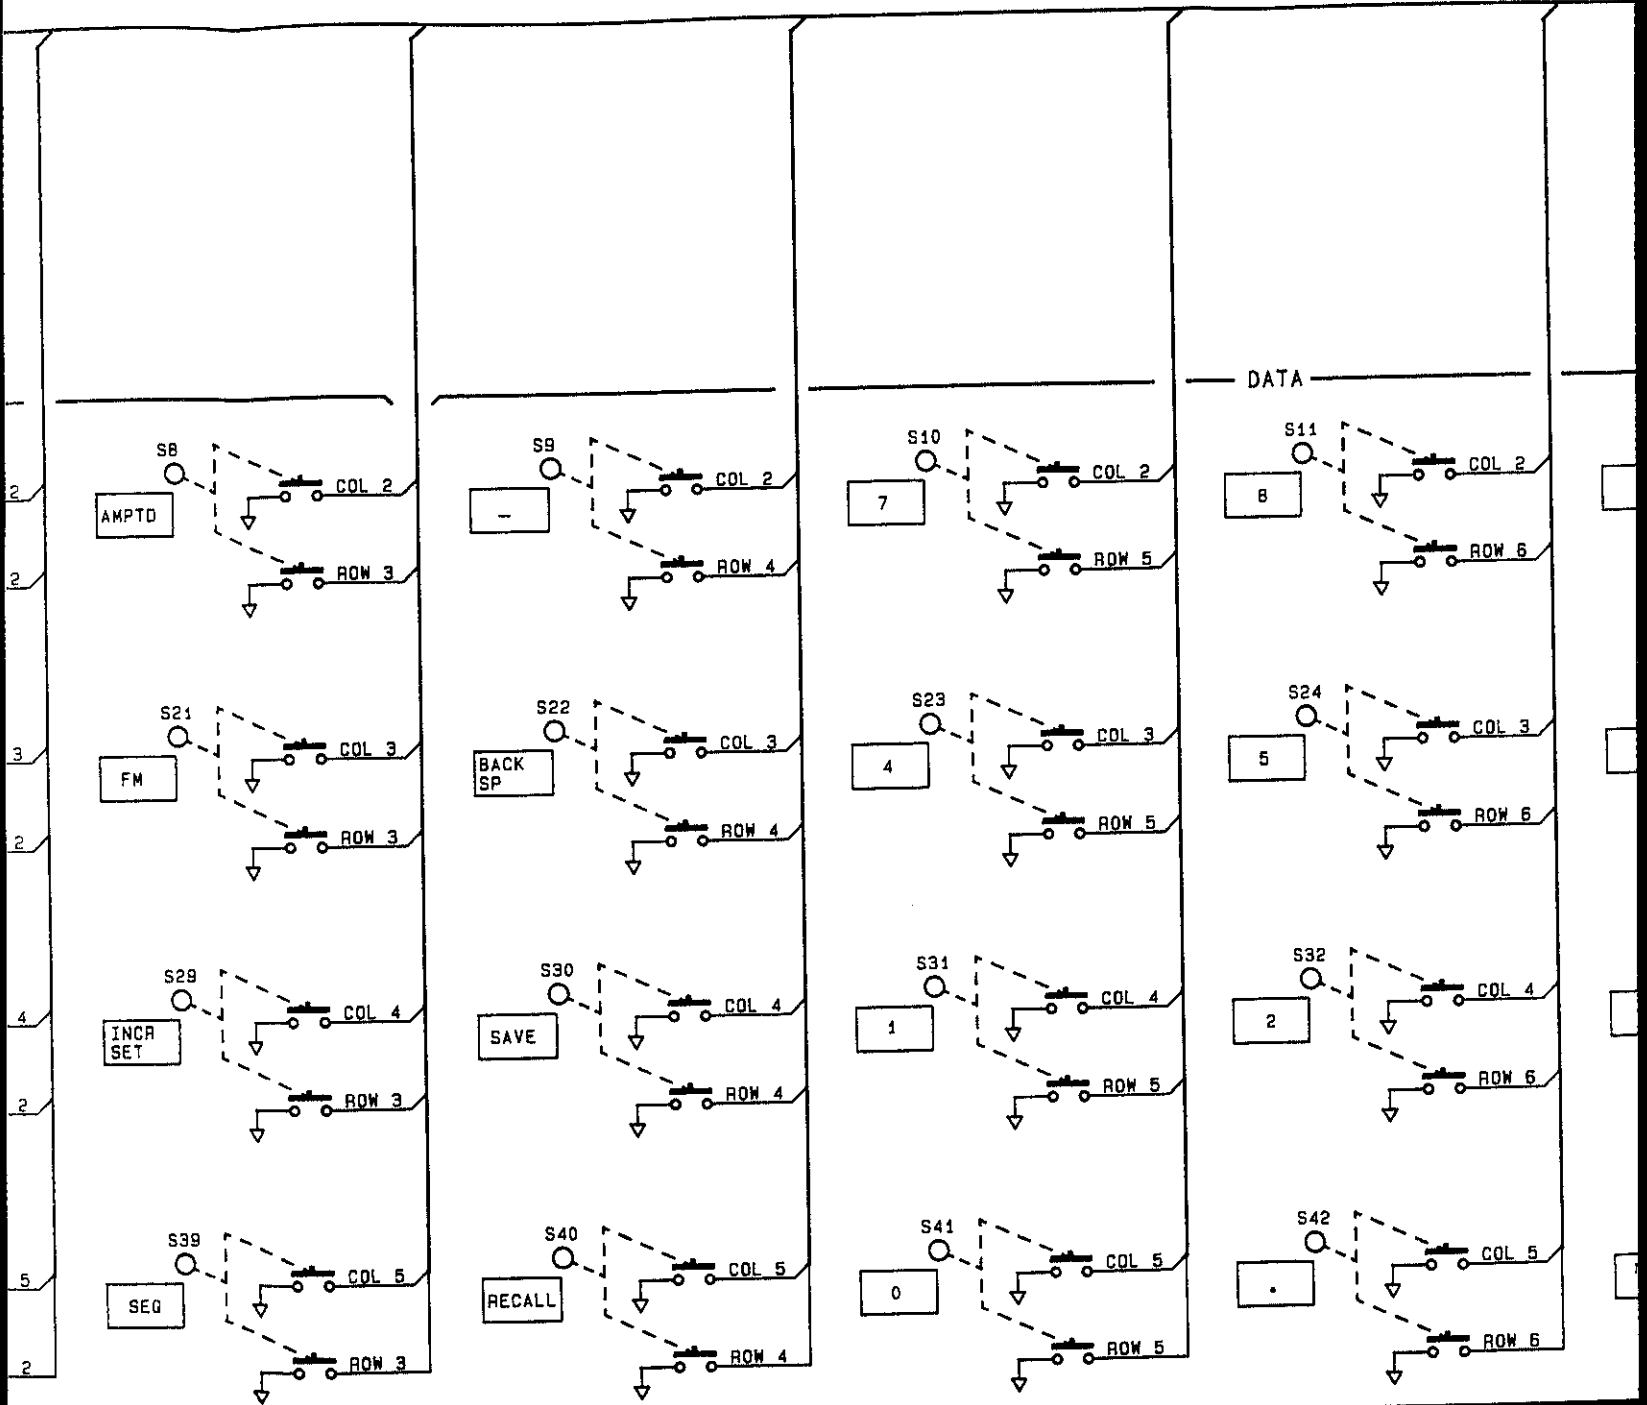 DATA
S8
S9
S10
S11
2
AMPTD
COL 2
—
COL 2
7
COL 2
8
COL 2
2
ROW 3
ROW 4
ROW 5
ROW 6
S21
S22
S23
S24
3
FM
COL 3
BACK
SP
COL 3
4
COL 3
5
COL 3
2
ROW 3
ROW 4
ROW 5
ROW 6
S29
S30
S31
S32
4
INCR
SET
COL 4
SAVE
COL 4
1
COL 4
2
COL 4
2
ROW 3
ROW 4
ROW 5
ROW 6
S39
S40
S41
S42
5
SEQ
COL 5
RECALL
COL 5
0
COL 5
.
COL 5
2
ROW 3
ROW 4
ROW 5
ROW 6